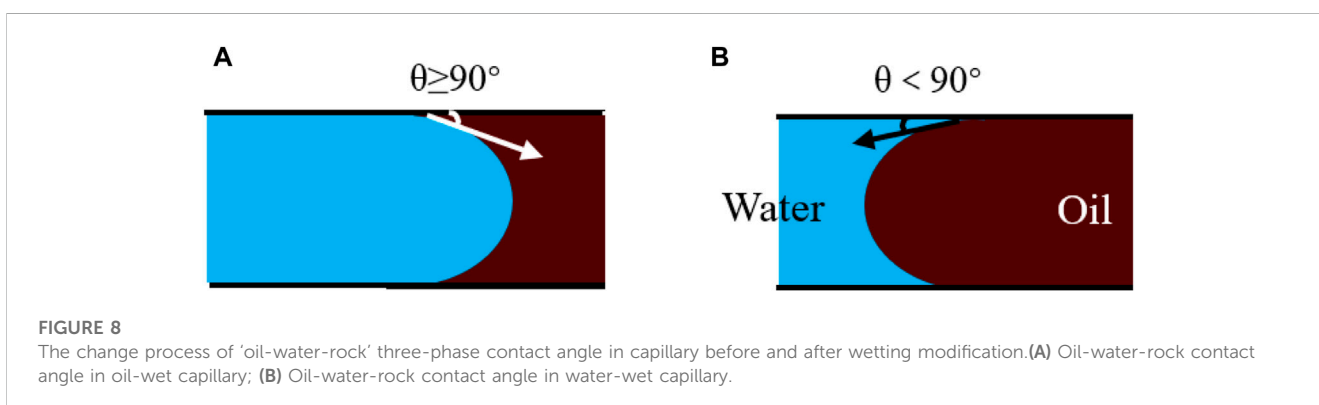 A
B
θ≥90°
θ < 90°
Water
Oil
FIGURE 8
The change process of ‘oil-water-rock’ three-phase contact angle in capillary before and after wetting modification.(A) Oil-water-rock contact
angle in oil-wet capillary; (B) Oil-water-rock contact angle in water-wet capillary.